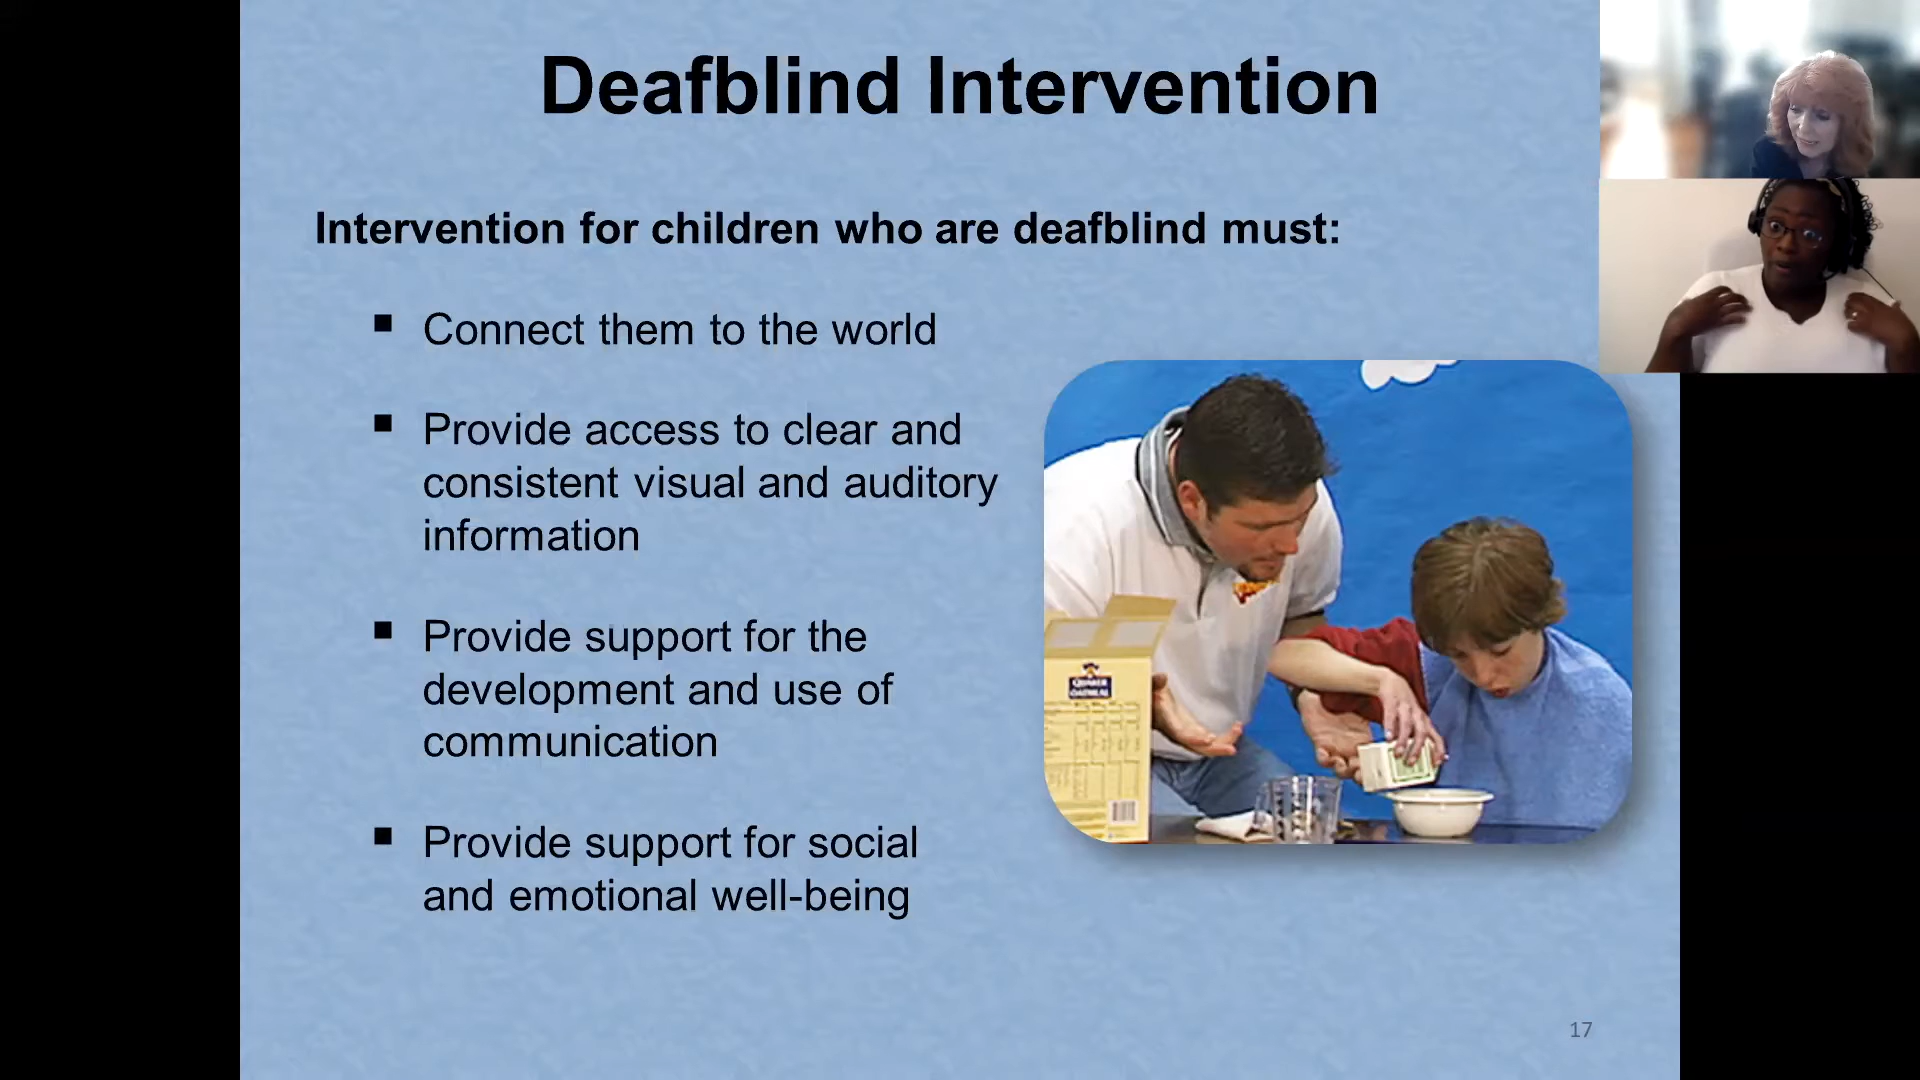 Deafblind Intervention
Intervention for children who are deafblind must:
▪ Connect them to the world
▪ Provide access to clear and
consistent visual and auditory
information
▪ Provide support for the
development and use of
communication
▪ Provide support for social
and emotional well-being
QUAKER
OATMEAL
17